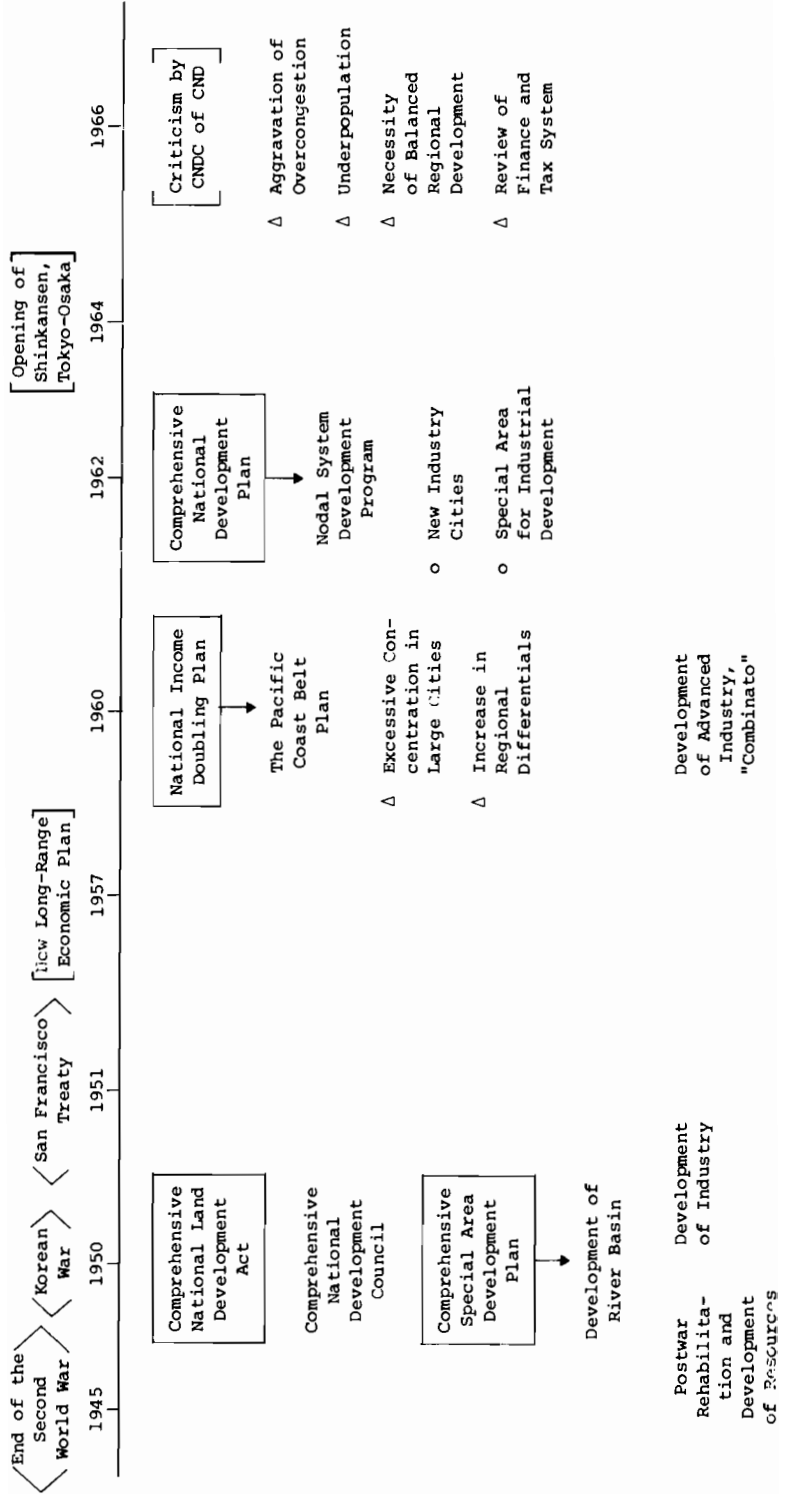 End of the
Second
World War
Korean
War
San Francisco
Treaty
Long-Range
Economic Plan
Opening of
Shinkansen,
Tokyo-Osaka
1945
1950
1951
1957
1960
1962
1964
1966
Comprehensive
National Land
Development
Act
Comprehensive
National
Development
Council
Comprehensive
Special Area
Development
Plan
Development of
River Basin
National Income
Doubling Plan
The Pacific
Coast Belt
Plan
Δ Excessive Con-
centration in
Large Cities
Δ Increase in
Regional
Differentials
Comprehensive
National
Development
Plan
Nodal System
Development
Program
o New Industry
Cities
o Special Area
for Industrial
Development
Criticism by
CNDC of CND
Δ Aggravation of
Overcongestion
Δ Underpopulation
Δ Necessity
of Balanced
Regional
Development
Δ Review of
Finance and
Tax System
Postwar
Rehabilita-
tion and
Development
of Resources
Development
of Industry
Development
of Advanced
Industry,
"Combinato"